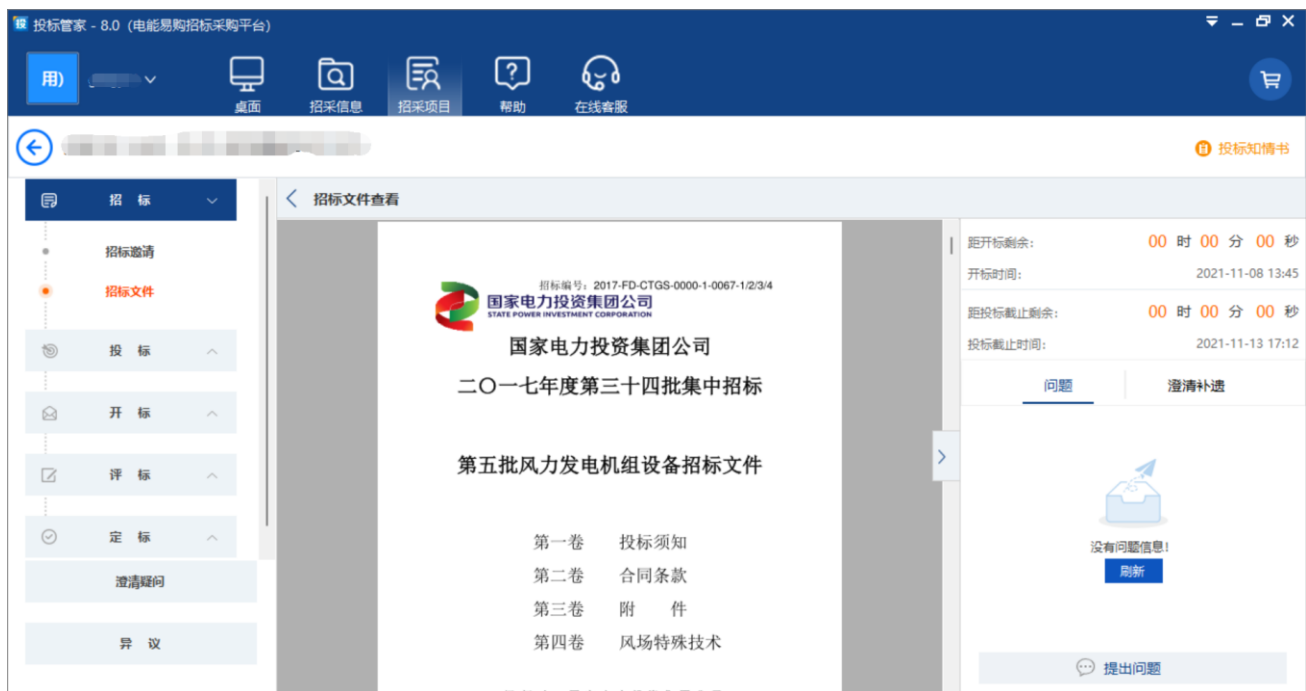 投 投标管家 - 8.0（电能易购招标采购平台）
用)
桌面 招采信息 招采项目 帮助 在线客服
投标知情书
招 标
招标邀请
招标文件
投 标
开 标
评 标
定 标
澄清疑问
异 议
招标文件查看
招标编号：2017-FD-CTGS-0000-1-0067-1/2/3/4
国家电力投资集团公司
STATE POWER INVESTMENT CORPORATION
国家电力投资集团公司
二〇一七年度第三十四批集中招标
第五批风力发电机组设备招标文件
第一卷 投标须知
第二卷 合同条款
第三卷 附 件
第四卷 风场特殊技术
距开标剩余： 00 时 00 分 00 秒
开标时间： 2021-11-08 13:45
距投标截止剩余： 00 时 00 分 00 秒
投标截止时间： 2021-11-13 17:12
问题 澄清补遗
没有问题信息!
刷新
提出问题